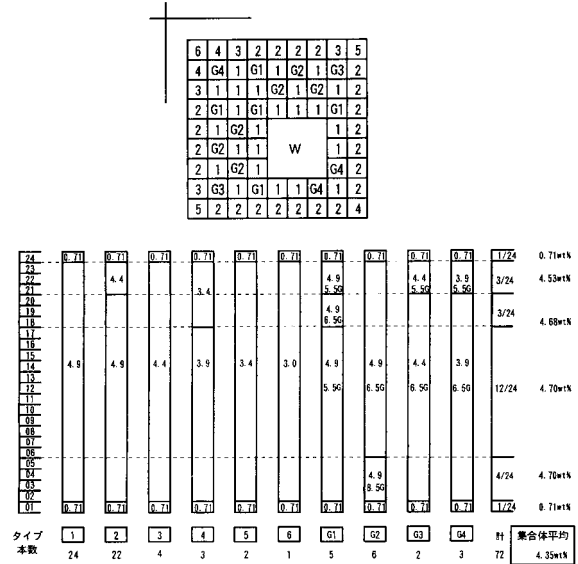 6 4 3 2 2 2 2 3 5
4 G4 1 G1 1 G2 1 G3 2
3 1 1 1 G2 1 G2 1 2
2 G1 1 G1 1 1 1 G1 2
2 1 G2 1 1 2
2 G2 1 1 W 1 2
2 1 G2 1 G4 2
3 G3 1 G1 1 1 G4 1 2
5 2 2 2 2 2 2 2 4
24 0.71 0.71 0.71 0.71 0.71 0.71 0.71 0.71 0.71 0.71 1/24 0.71wt%
23
22 4.4 4.9 4.4 3.9 3/24 4.53wt%
21 3.4 5.5G 5.5G 5.5G
20
19 4.9 3/24
18 6.5G 4.68wt%
17
16
15
14 4.9 4.9 4.4 3.9 3.4 3.0 4.9 4.9 4.4 3.9
13
12 5.5G 6.5G 6.5G 6.5G 12/24 4.70wt%
11
10
09
08
07
06
05
04 4.9 4/24 4.70wt%
03 8.5G
02
01 0.71 0.71 0.71 0.71 0.71 0.71 0.71 0.71 0.71 0.71 1/24 0.71wt%
タイプ 1 2 3 4 5 6 G1 G2 G3 G4 計 集合体平均
本数 24 22 4 3 2 1 5 6 2 3 72 4.35wt%